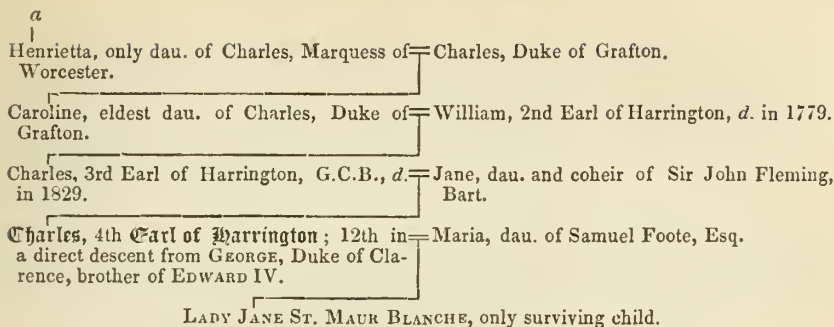 a
Henrietta, only dau. of Charles, Marquess of = Charles, Duke of Grafton.
Worcester.
Caroline, eldest dau. of Charles, Duke of = William, 2nd Earl of Harrington, d. in 1779.
Grafton.
Charles, 3rd Earl of Harrington, G.C.B., d. = Jane, dau. and coheir of Sir John Fleming,
in 1829. Bart.
Charles, 4th Earl of Harrington; 12th in = Maria, dau. of Samuel Foote, Esq.
a direct descent from GEORGE, Duke of Cla-
rence, brother of EDWARD IV.
LADY JANE ST. MAUR BLANCHE, only surviving child.